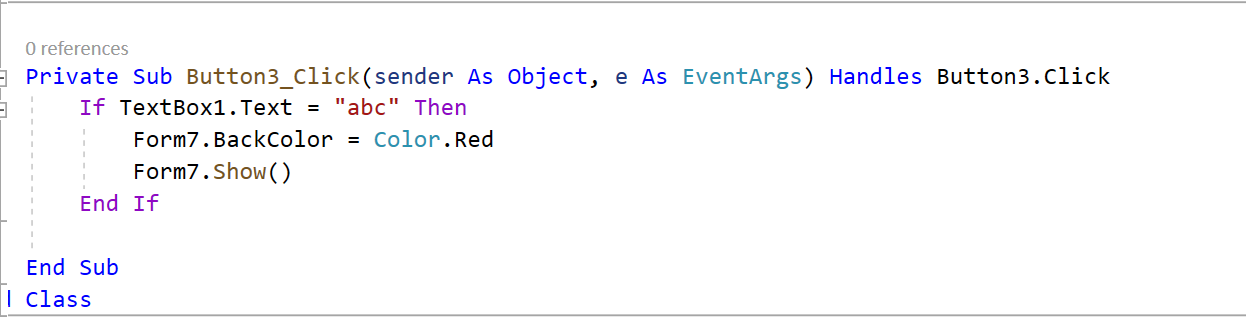 0 references
Private Sub Button3_Click(sender As Object, e As EventArgs) Handles Button3.Click
If TextBox1.Text = "abc" Then
Form7.BackColor = Color.Red
Form7.Show()
End If
End Sub
Class